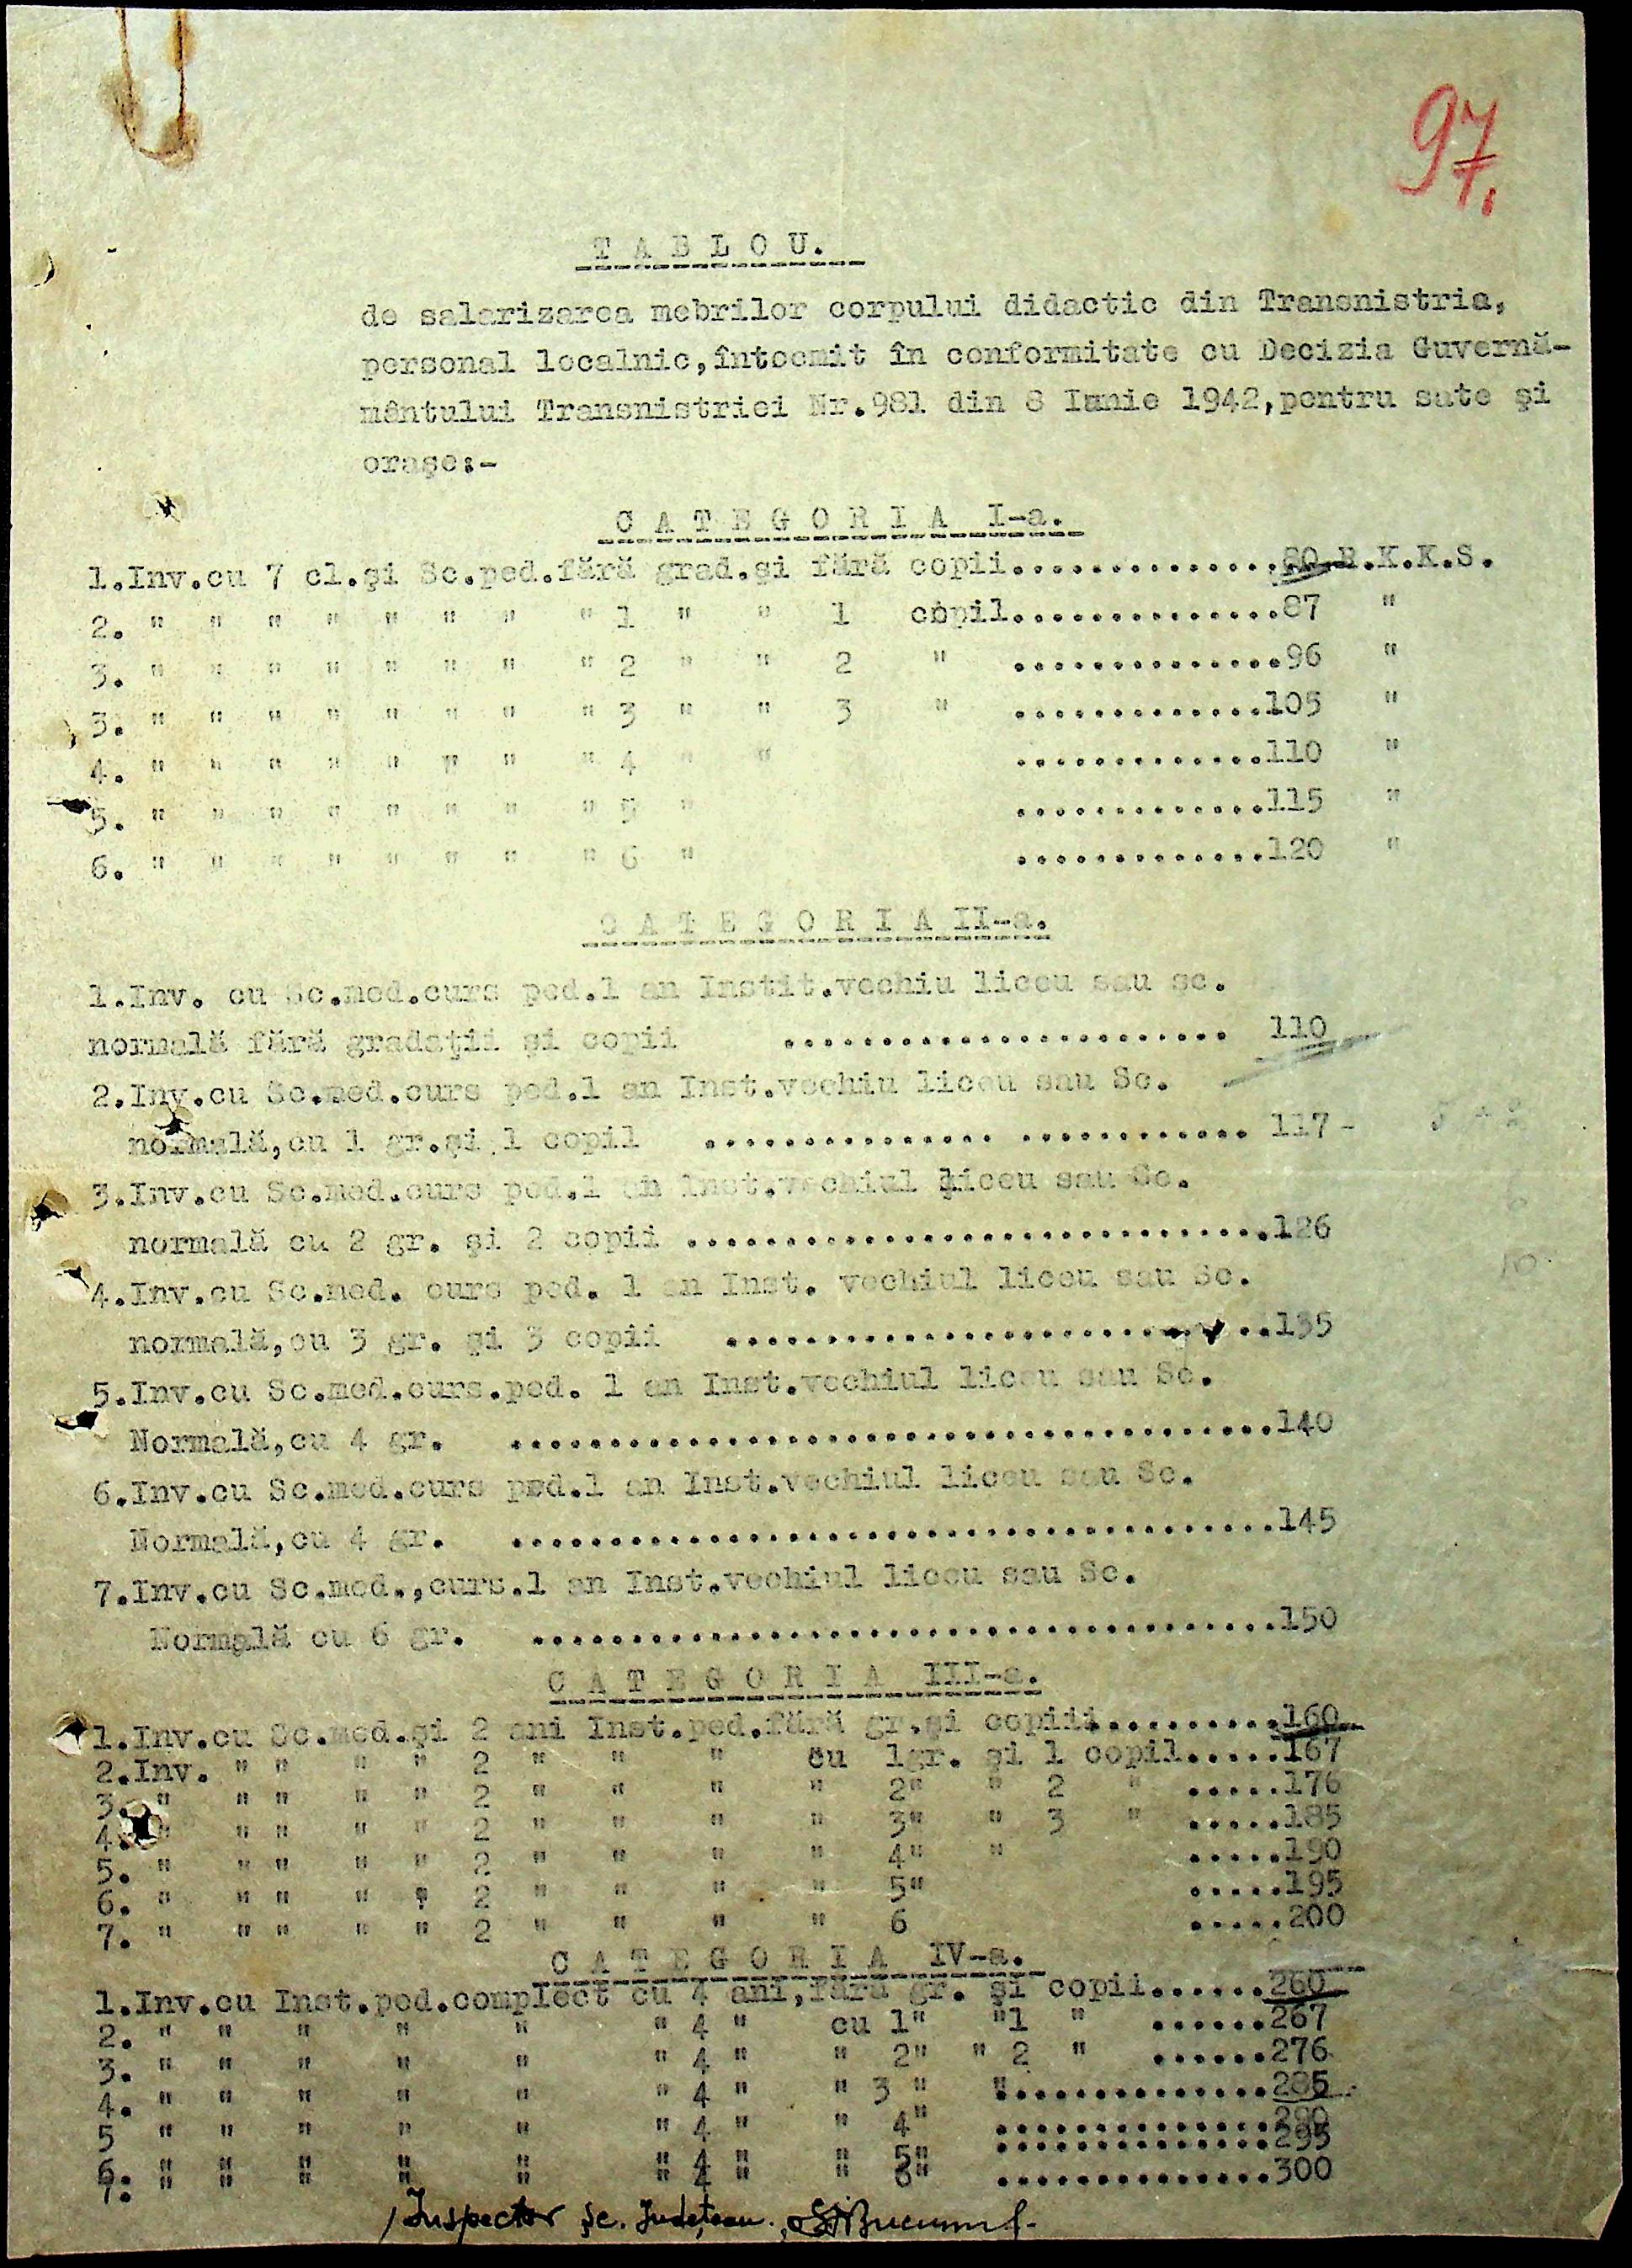 97.
T A B L O U.
de salarizarea mebrilor corpului didactic din Transnistria,
personal localnic,întocmit în conformitate cu Decizia Guvernă-
mântului Transnistriei Nr.981 din 8 Iunie 1942,pentru sate şi
oraşe:-
C A T E G O R I A I-a.
1.Inv.cu 7 cl.şi Sc.ped.fără grad.şi fără copii..............80 R.K.K.S.
2. " " " " " " " " 1 " " 1 copil..............87 "
3. " " " " " " " " 2 " " 2 " ..............96 "
3. " " " " " " " " 3 " " 3 " .............105 "
4. " " " " " " " " 4 " " .............110 "
5. " " " " " " " " 5 " .............115 "
6. " " " " " " " " 6 " .............120 "
C A T E G O R I A II-a.
1.Inv. cu Sc.med.curs ped.1 an Instit.vechiu liceu sau sc.
normală fără gradaţii şi copii ....................... 110
2.Inv.cu Sc.med.curs ped.1 an Inst.vechiu liceu sau Sc.
normală,cu 1 gr.şi 1 copil ............... ............ 117 -
3.Inv.cu Sc.med.curs ped.1 an Inst.vechiul liceu sau Sc.
normală cu 2 gr. şi 2 copii ..............................126
4.Inv.cu Sc.med. curs ped. 1 an Inst. vechiul liceu sau Sc.
normală,cu 3 gr. şi 3 copii ............................135
5.Inv.cu Sc.med.curs.ped. 1 an Inst.vechiul liceu sau Sc.
Normală,cu 4 gr. .......................................140
6.Inv.cu Sc.med.curs ped.1 an Inst.vechiul liceu sau Sc.
Normală,cu 4 gr. .......................................145
7.Inv.cu Sc.med.,curs.1 an Inst.vechiul liceu sau Sc.
Normală cu 6 gr. ......................................150
C A T E G O R I A III-a.
1.Inv.cu Sc.med.şi 2 ani Inst.ped.fără gr.şi copiii.........160
2.Inv. " " " " 2 " " " cu 1gr. şi 1 copil.....167
3. " " " " " 2 " " " " 2" " 2 " .....176
4. " " " " " 2 " " " " 3" " 3 " .....185
5. " " " " " 2 " " " " 4" " .....190
6. " " " " " 2 " " " " 5" .....195
7. " " " " " 2 " " " " 6 .....200
C A T E G O R I A IV-a.
1.Inv.cu Inst.ped.complect cu 4 ani,fără gr. şi copii......260
2. " " " " " " 4 " cu 1" "1 " ......267
3. " " " " " " 4 " " 2" " 2 " ......276
4. " " " " " " 4 " " 3 " "..............285
5 " " " " " " 4 " " 4" ..............290
6. " " " " " " 4 " " 5" ..............295
7. " " " " " " 4 " " 6" ..............300
Inspector Şc. Judeţean.